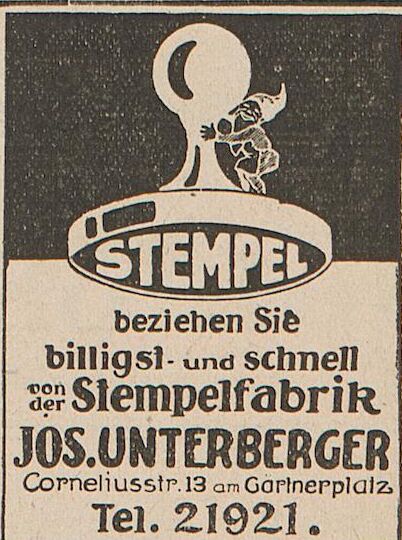 STEMPEL
beziehen Sie
billigst- und schnell
von der Stempelfabrik
JOS. UNTERBERGER
Corneliusstr. 13 am Gärtnerplatz
Tel. 21921.